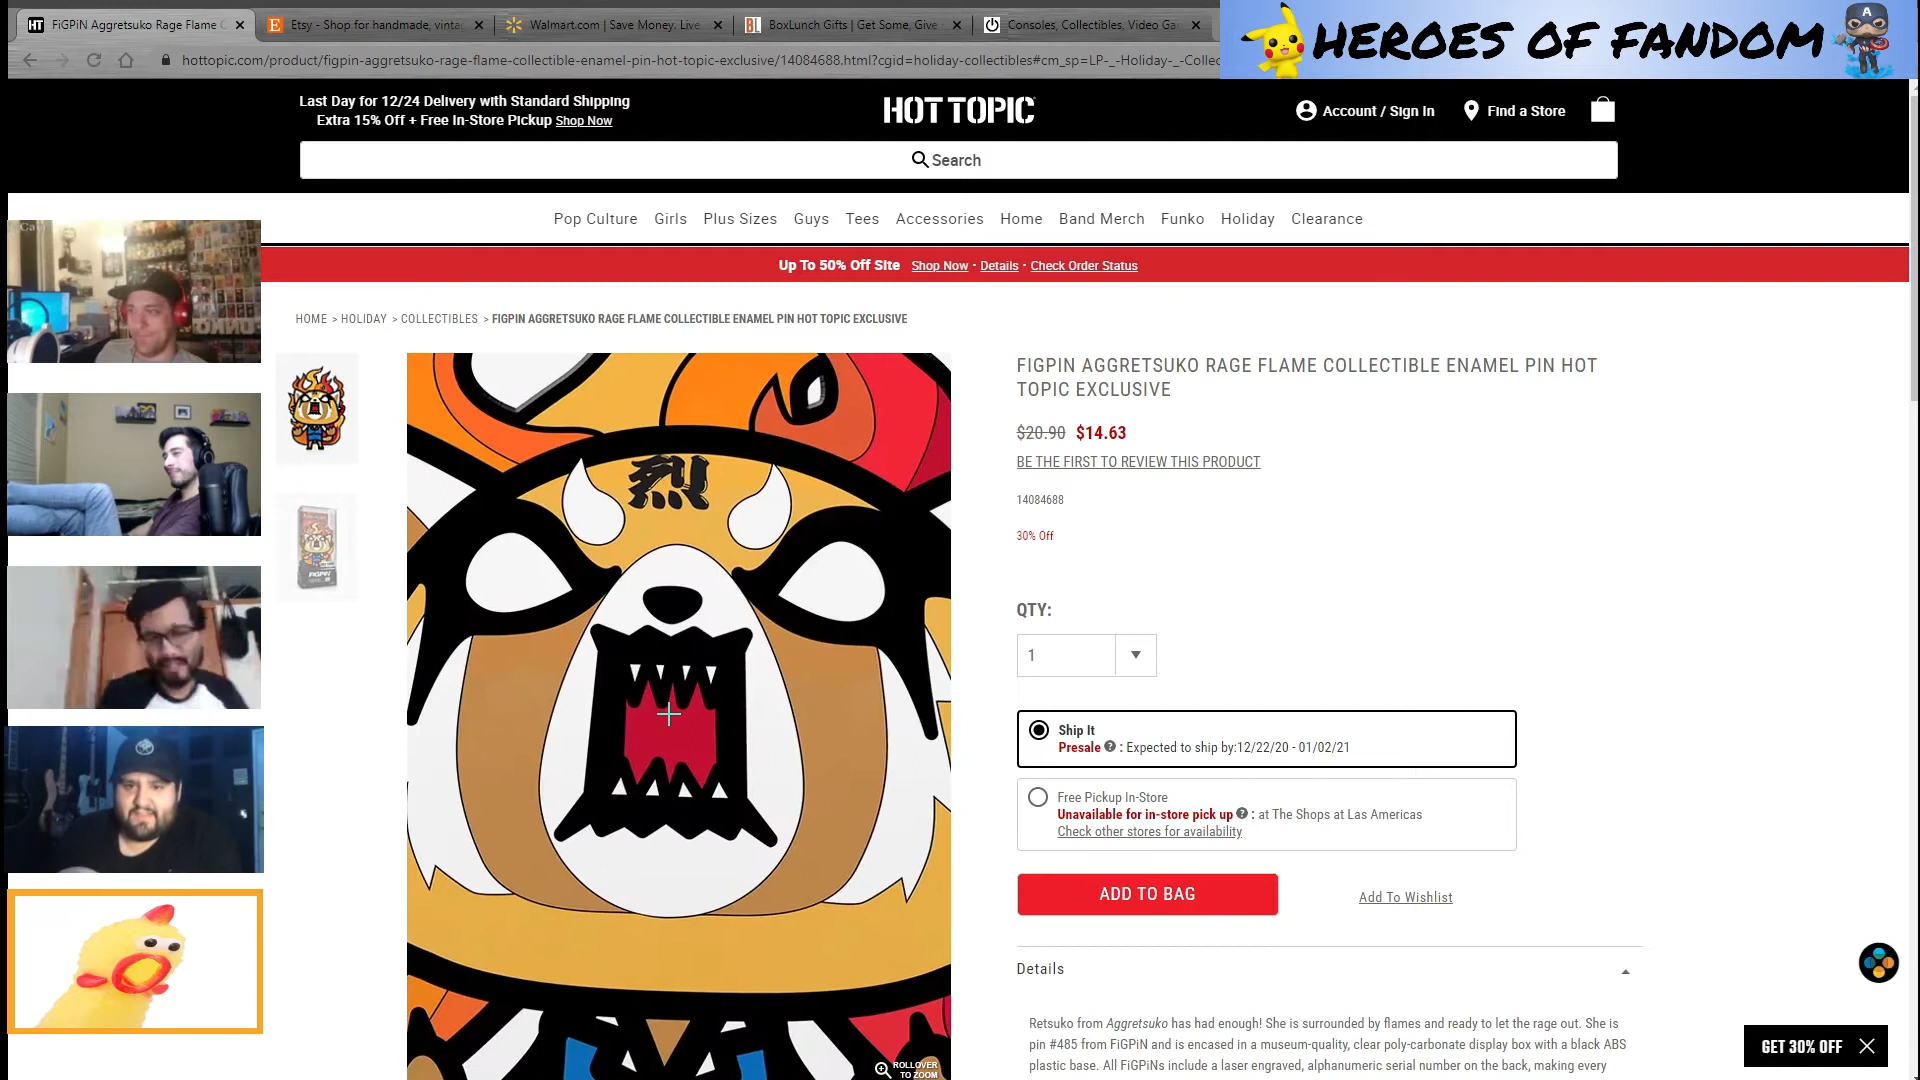 FiGPiN Aggretsuko Rage Flame C
Etsy - Shop for handmade, vinta
Walmart.com | Save Money. Live
BoxLunch Gifts | Get Some, Give
Consoles, Collectibles, Video Ga
HEROES OF FANDOM
hottopic.com/product/figpin-aggretsuko-rage-flame-collectible-enamel-pin-hot-topic-exclusive/14084688.html?cgid=holiday-collectibles#cm_sp=LP-_-Holiday-_-Collec
Last Day for 12/24 Delivery with Standard Shipping
Extra 15% Off + Free In-Store Pickup Shop Now
HOT TOPIC
Account / Sign In
Find a Store
Search
Pop Culture Girls Plus Sizes Guys Tees Accessories Home Band Merch Funko Holiday Clearance
Up To 50% Off Site Shop Now · Details · Check Order Status
HOME > HOLIDAY > COLLECTIBLES > FIGPIN AGGRETSUKO RAGE FLAME COLLECTIBLE ENAMEL PIN HOT TOPIC EXCLUSIVE
FIGPIN AGGRETSUKO RAGE FLAME COLLECTIBLE ENAMEL PIN HOT
TOPIC EXCLUSIVE
$20.90 $14.63
BE THE FIRST TO REVIEW THIS PRODUCT
14084688
30% Off
烈
FiGPiN
QTY:
1
Ship It
Presale ? : Expected to ship by:12/22/20 - 01/02/21
Free Pickup In-Store
Unavailable for in-store pick up ? : at The Shops at Las Americas
Check other stores for availability
ADD TO BAG
Add To Wishlist
Details
Retsuko from Aggretsuko has had enough! She is surrounded by flames and ready to let the rage out. She is
pin #485 from FiGPiN and is encased in a museum-quality, clear poly-carbonate display box with a black ABS
plastic base. All FiGPiNs include a laser engraved, alphanumeric serial number on the back, making every
ROLLOVER
TO ZOOM
GET 30% OFF